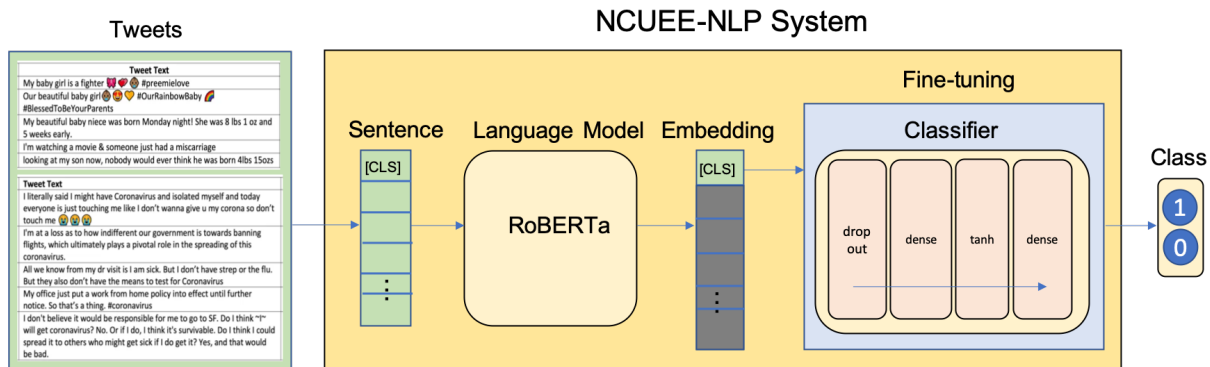 NCUEE-NLP System
Tweets
Tweet Text
My baby girl is a fighter 👿💖👶🏽 #preemielove
Our beautiful baby girl👶🏽😍🧡 #OurRainbowBaby 🌈
#BlessedToBeYourParents
My beautiful baby niece was born Monday night! She was 8 lbs 1 oz and
5 weeks early.
I'm watching a movie & someone just had a miscarriage
looking at my son now, nobody would ever think he was born 4lbs 15ozs
Tweet Text
I literally said I might have Coronavirus and isolated myself and today
everyone is just touching me like I don't wanna give u my corona so don't
touch me 😭😭😭
I'm at a loss as to how indifferent our government is towards banning
flights, which ultimately plays a pivotal role in the spreading of this
coronavirus.
All we know from my dr visit is I am sick. But I don't have strep or the flu.
But they also don't have the means to test for Coronavirus
My office just put a work from home policy into effect until further
notice. So that's a thing. #coronavirus
I don't believe it would be responsible for me to go to SF. Do I think ~I~
will get coronavirus? No. Or if I do, I think it's survivable. Do I think I could
spread it to others who might get sick if I do get it? Yes, and that would
be bad.
Sentence
[CLS]
Language Model
RoBERTa
Embedding
[CLS]
Fine-tuning
Classifier
drop
out
dense
tanh
dense
Class
1
0